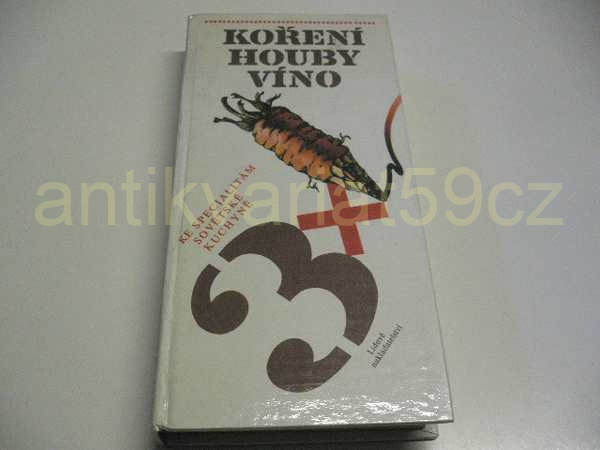 KOŘENÍ
HOUBY
VÍNO
KE SPECIALITÁM
SOVĚTSKÉ
KUCHYNĚ
3×
Lidové
nakladatelství
antikvariat59cz